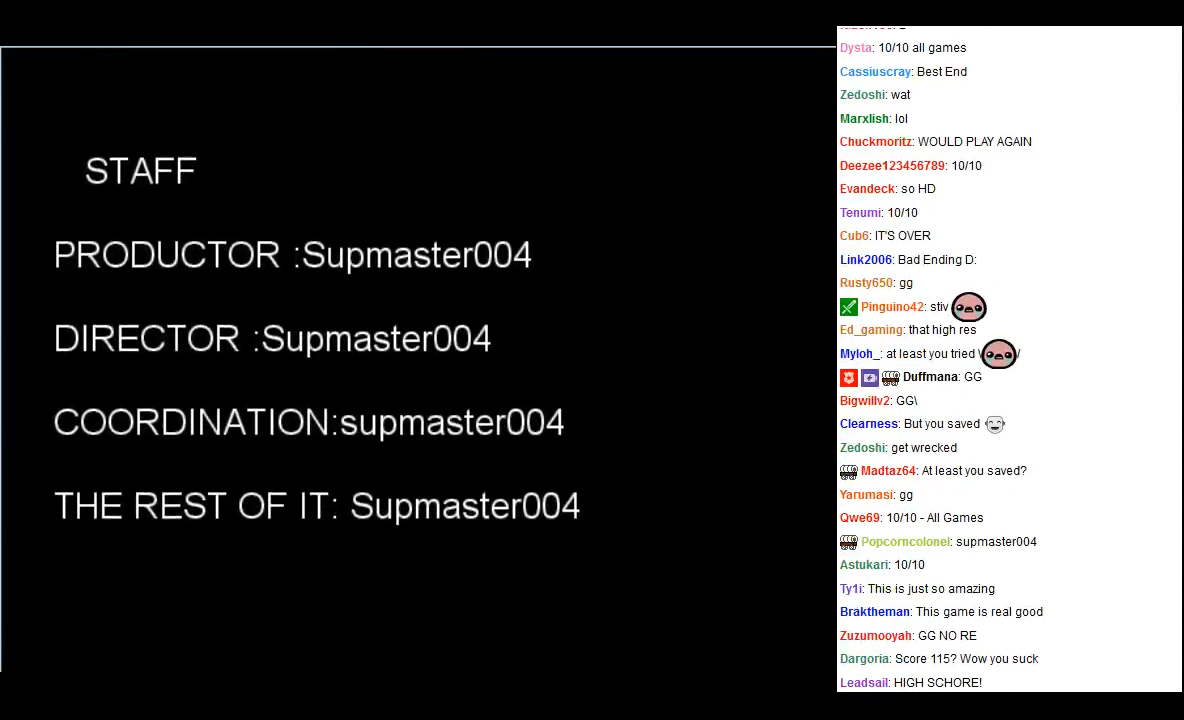 STAFF
PRODUCTOR :Supmaster004
DIRECTOR :Supmaster004
COORDINATION:supmaster004
THE REST OF IT: Supmaster004
Dysta: 10/10 all games
Cassiuscray: Best End
Zedoshi: wat
Marxlish: lol
Chuckmoritz: WOULD PLAY AGAIN
Deezee123456789: 10/10
Evandeck: so HD
Tenumi: 10/10
Cub6: IT'S OVER
Link2006: Bad Ending D:
Rusty650: gg
Pinguino42: stiv
Ed_gaming: that high res
Myloh_: at least you tried \ /
Duffmana: GG
Bigwillv2: GG\
Clearness: But you saved
Zedoshi: get wrecked
Madtaz64: At least you saved?
Yarumasi: gg
Qwe69: 10/10 - All Games
Popcorncolonel: supmaster004
Astukari: 10/10
Ty1i: This is just so amazing
Braktheman: This game is real good
Zuzumooyah: GG NO RE
Dargoria: Score 115? Wow you suck
Leadsail: HIGH SCHORE!